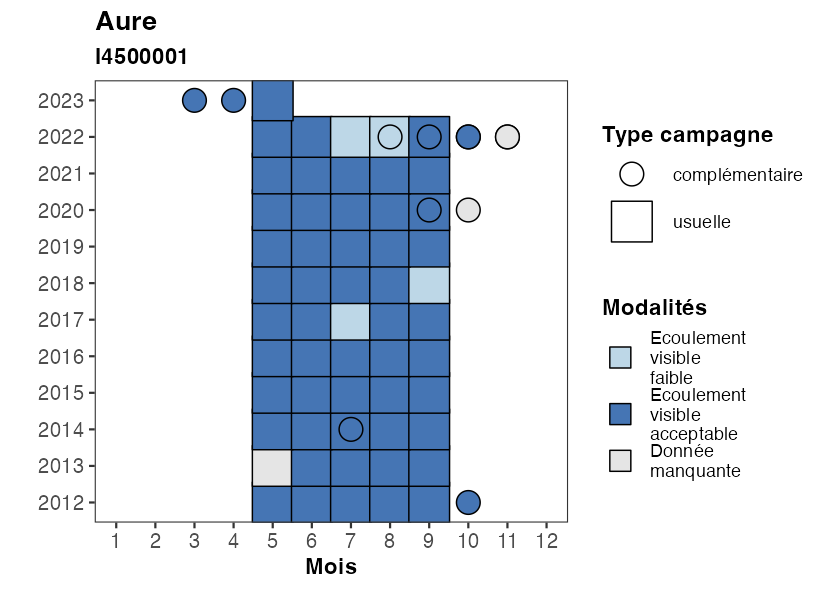 Aure
I4500001
2023
2022
2021
2020
2019
2018
2017
2016
2015
2014
2013
2012
1 2 3 4 5 6 7 8 9 10 11 12
Mois
Type campagne
complémentaire
usuelle
Modalités
Ecoulement
visible
faible
Ecoulement
visible
acceptable
Donnée
manquante